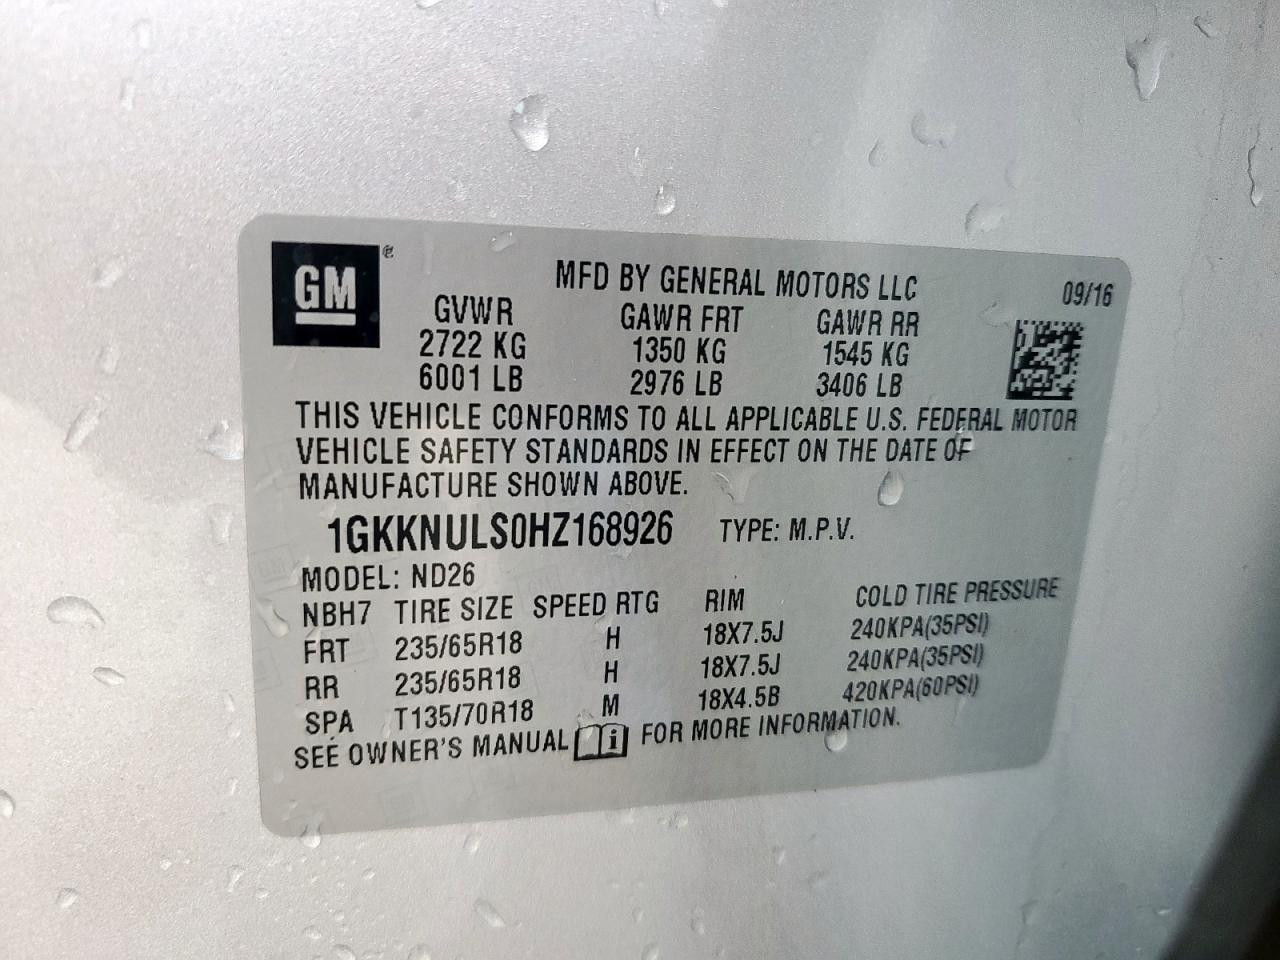 GM
MFD BY GENERAL MOTORS LLC 09/16
GVWR GAWR FRT GAWR RR
2722 KG 1350 KG 1545 KG
6001 LB 2976 LB 3406 LB
THIS VEHICLE CONFORMS TO ALL APPLICABLE U.S. FEDERAL MOTOR
VEHICLE SAFETY STANDARDS IN EFFECT ON THE DATE OF
MANUFACTURE SHOWN ABOVE.
1GKKNULS0HZ168926 TYPE: M.P.V.
MODEL: ND26
NBH7 TIRE SIZE SPEED RTG RIM COLD TIRE PRESSURE
FRT 235/65R18 H 18X7.5J 240KPA(35PSI)
RR 235/65R18 H 18X7.5J 240KPA(35PSI)
SPA T135/70R18 M 18X4.5B 420KPA(60PSI)
SEE OWNER'S MANUAL i FOR MORE INFORMATION.